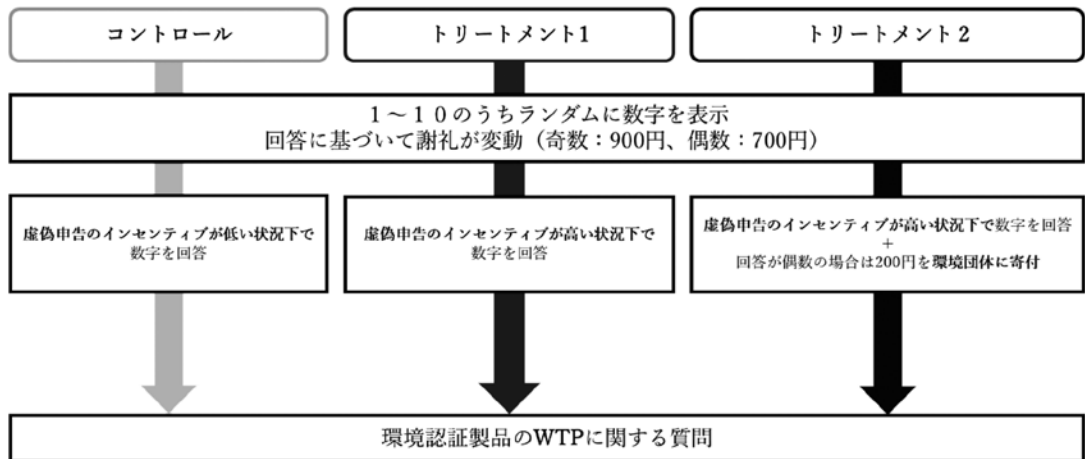 コントロール
トリートメント1
トリートメント２
１～１０のうちランダムに数字を表示
回答に基づいて謝礼が変動（奇数：900円、偶数：700円）
虚偽申告のインセンティブが低い状況下で
数字を回答
虚偽申告のインセンティブが高い状況下で
数字を回答
虚偽申告のインセンティブが高い状況下で数字を回答
+
回答が偶数の場合は200円を環境団体に寄付
環境認証製品のWTPに関する質問